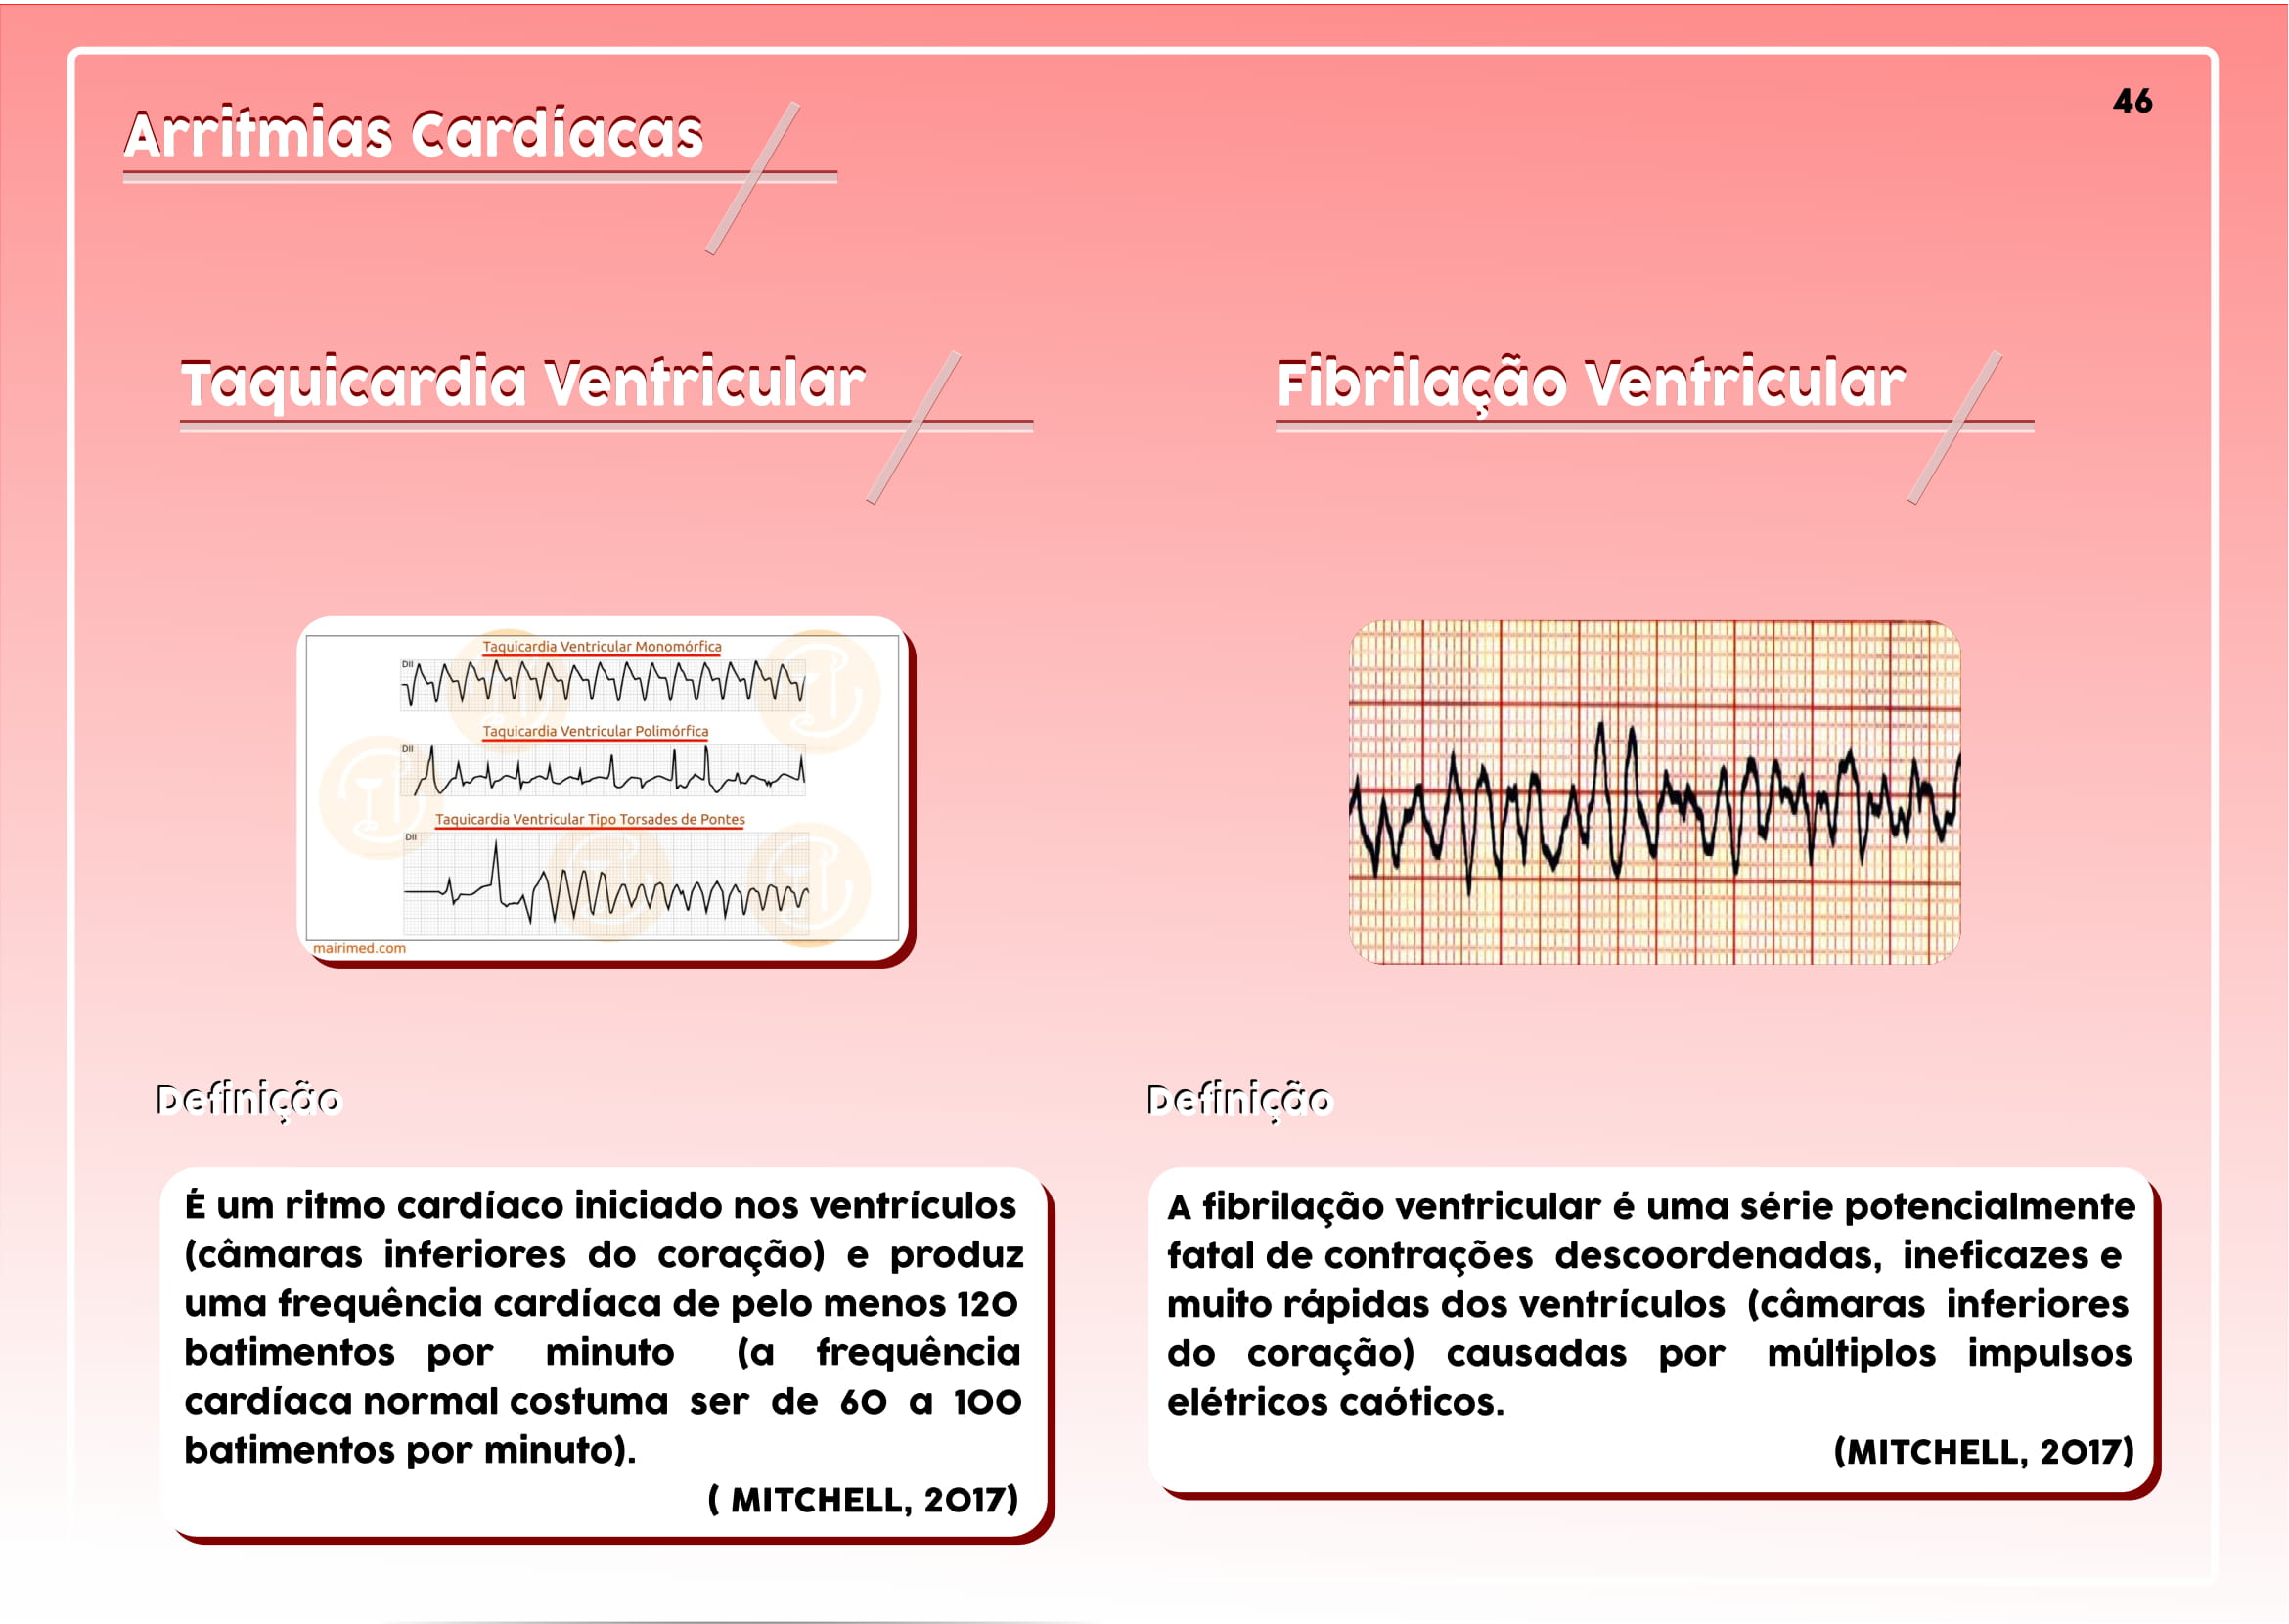 46
Arritmias Cardíacas
Taquicardia Ventricular
Taquicardia Ventricular Monomórfica
DII
Taquicardia Ventricular Polimórfica
DII
Taquicardia Ventricular Tipo Torsades de Pontes
DII
mairimed.com
Definição
É um ritmo cardíaco iniciado nos ventrículos
(câmaras inferiores do coração) e produz
uma frequência cardíaca de pelo menos 120
batimentos por minuto (a frequência
cardíaca normal costuma ser de 60 a 100
batimentos por minuto).
( MITCHELL, 2017)
Fibrilação Ventricular
Definição
A fibrilação ventricular é uma série potencialmente
fatal de contrações descoordenadas, ineficazes e
muito rápidas dos ventrículos (câmaras inferiores
do coração) causadas por múltiplos impulsos
elétricos caóticos.
(MITCHELL, 2017)